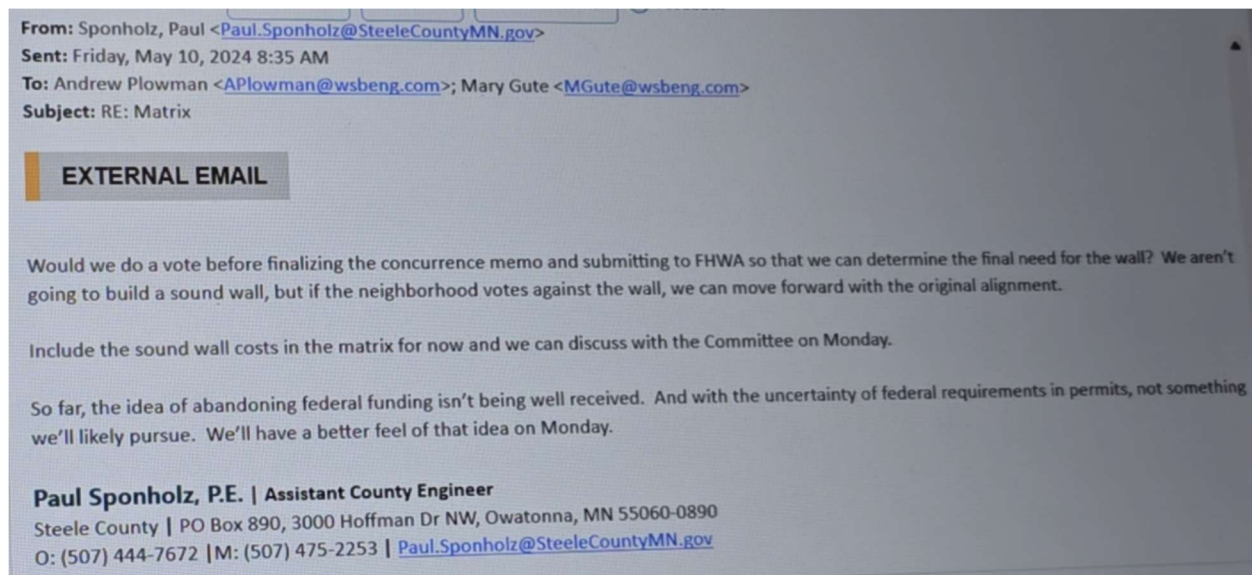 From: Sponholz, Paul <Paul.Sponholz@SteeleCountyMN.gov>
Sent: Friday, May 10, 2024 8:35 AM
To: Andrew Plowman <APlowman@wsbeng.com>; Mary Gute <MGute@wsbeng.com>
Subject: RE: Matrix
EXTERNAL EMAIL
Would we do a vote before finalizing the concurrence memo and submitting to FHWA so that we can determine the final need for the wall? We aren't
going to build a sound wall, but if the neighborhood votes against the wall, we can move forward with the original alignment.
Include the sound wall costs in the matrix for now and we can discuss with the Committee on Monday.
So far, the idea of abandoning federal funding isn't being well received. And with the uncertainty of federal requirements in permits, not something
we'll likely pursue. We'll have a better feel of that idea on Monday.
Paul Sponholz, P.E. | Assistant County Engineer
Steele County | PO Box 890, 3000 Hoffman Dr NW, Owatonna, MN 55060-0890
O: (507) 444-7672 |M: (507) 475-2253 | Paul.Sponholz@SteeleCountyMN.gov